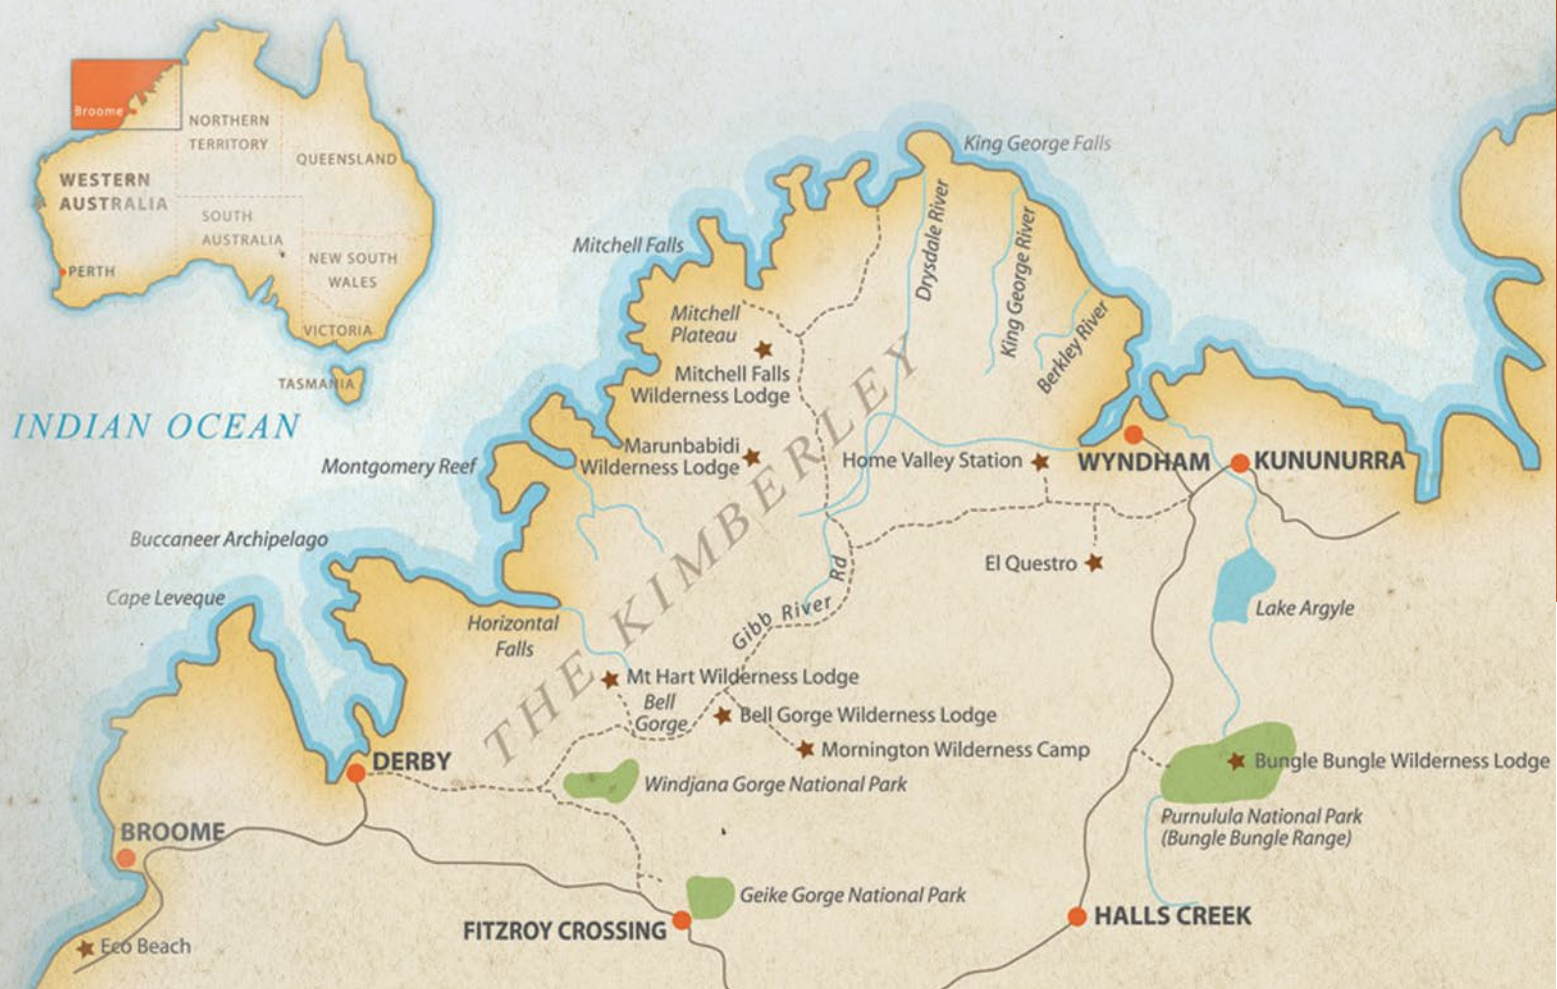 Broome
NORTHERN
TERRITORY
QUEENSLAND
WESTERN
AUSTRALIA
SOUTH
AUSTRALIA
NEW SOUTH
WALES
PERTH
VICTORIA
TASMANIA
INDIAN OCEAN
King George Falls
Mitchell Falls
Drysdale River
King George River
Berkley River
Mitchell
Plateau
Mitchell Falls
Wilderness Lodge
Marunbabidi
Wilderness Lodge
Montgomery Reef
Home Valley Station
WYNDHAM
KUNUNURRA
THE KIMBERLEY
Buccaneer Archipelago
El Questro
Cape Leveque
Lake Argyle
Gibb River Rd
Horizontal
Falls
Mt Hart Wilderness Lodge
Bell
Gorge
Bell Gorge Wilderness Lodge
Mornington Wilderness Camp
DERBY
Windjana Gorge National Park
Bungle Bungle Wilderness Lodge
Purnulula National Park
(Bungle Bungle Range)
BROOME
Geike Gorge National Park
FITZROY CROSSING
HALLS CREEK
Eco Beach